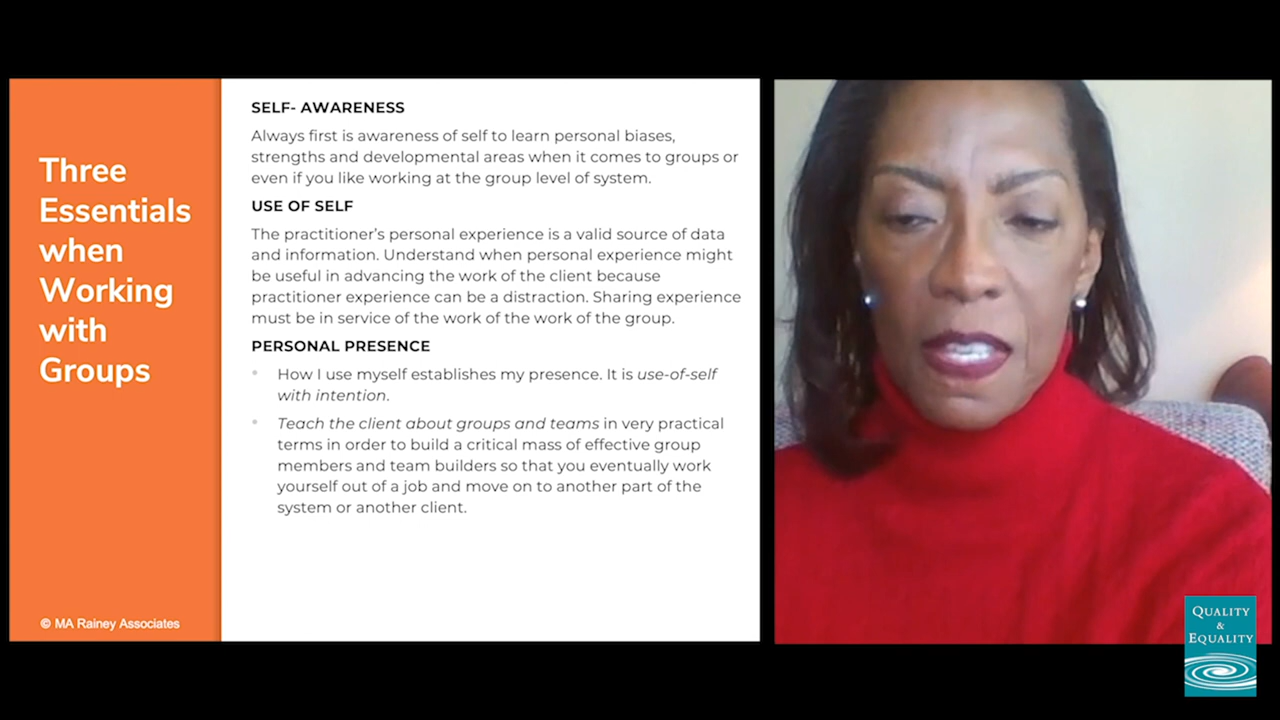 Three
Essentials
when
Working
with
Groups
© MA Rainey Associates
SELF- AWARENESS
Always first is awareness of self to learn personal biases,
strengths and developmental areas when it comes to groups or
even if you like working at the group level of system.
USE OF SELF
The practitioner’s personal experience is a valid source of data
and information. Understand when personal experience might
be useful in advancing the work of the client because
practitioner experience can be a distraction. Sharing experience
must be in service of the work of the work of the group.
PERSONAL PRESENCE
• How I use myself establishes my presence. It is use-of-self
with intention.
• Teach the client about groups and teams in very practical
terms in order to build a critical mass of effective group
members and team builders so that you eventually work
yourself out of a job and move on to another part of the
system or another client.
QUALITY
&
EQUALITY